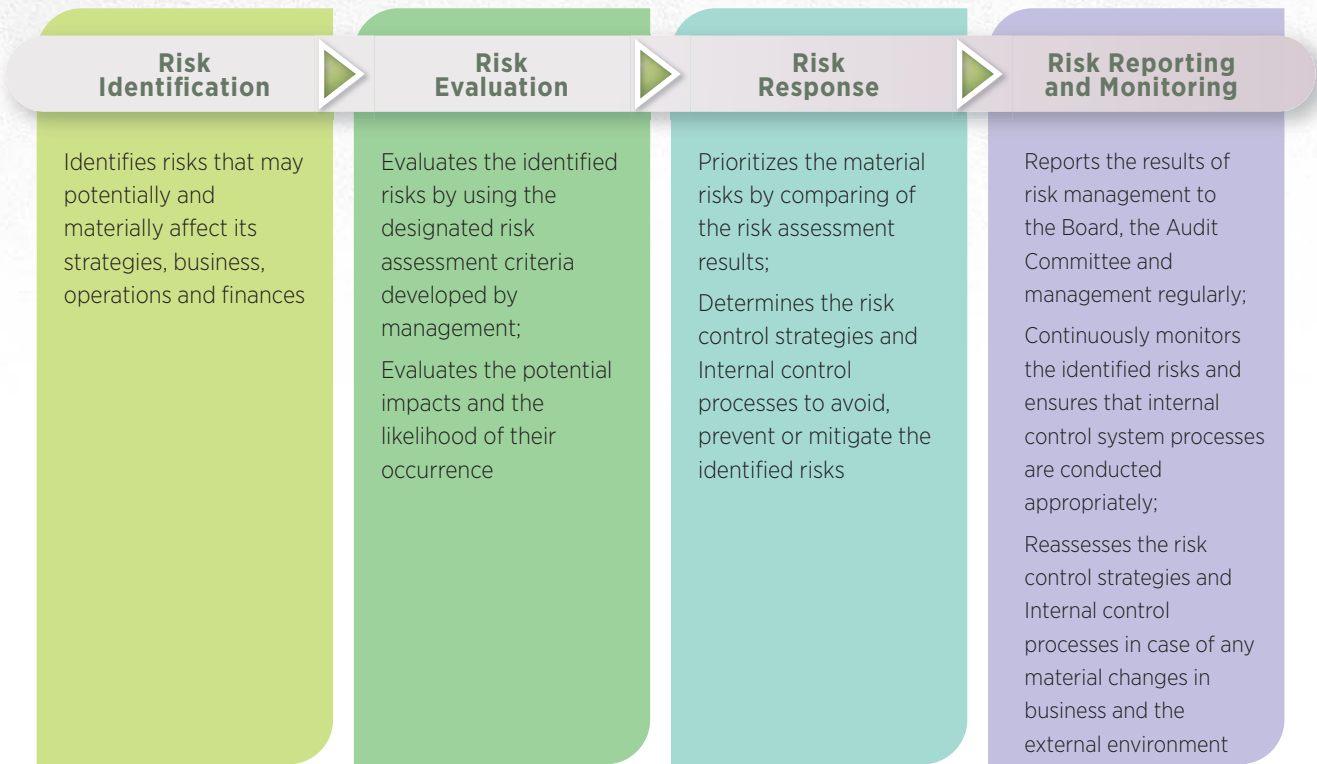 Risk
Identification
Identifies risks that may
potentially and
materially affect its
strategies, business,
operations and finances
Risk
Evaluation
Evaluates the identified
risks by using the
designated risk
assessment criteria
developed by
management;
Evaluates the potential
impacts and the
likelihood of their
occurrence
Risk
Response
Prioritizes the material
risks by comparing of
the risk assessment
results;
Determines the risk
control strategies and
Internal control
processes to avoid,
prevent or mitigate the
identified risks
Risk Reporting
and Monitoring
Reports the results of
risk management to
the Board, the Audit
Committee and
management regularly;
Continuously monitors
the identified risks and
ensures that internal
control system processes
are conducted
appropriately;
Reassesses the risk
control strategies and
Internal control
processes in case of any
material changes in
business and the
external environment